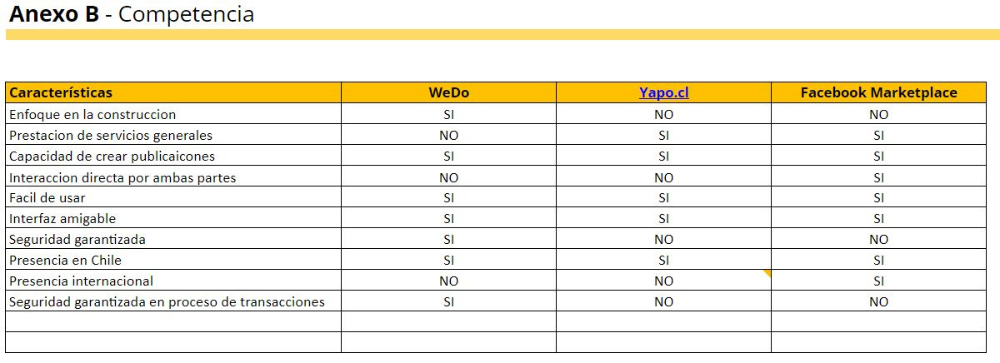 Anexo B - Competencia
Características WeDo Yapo.cl Facebook Marketplace
Enfoque en la construccion SI NO NO
Prestacion de servicios generales NO SI SI
Capacidad de crear publicaicones SI SI SI
Interaccion directa por ambas partes NO NO SI
Facil de usar SI SI SI
Interfaz amigable SI SI SI
Seguridad garantizada SI NO NO
Presencia en Chile SI SI SI
Presencia internacional NO NO SI
Seguridad garantizada en proceso de transacciones SI NO NO